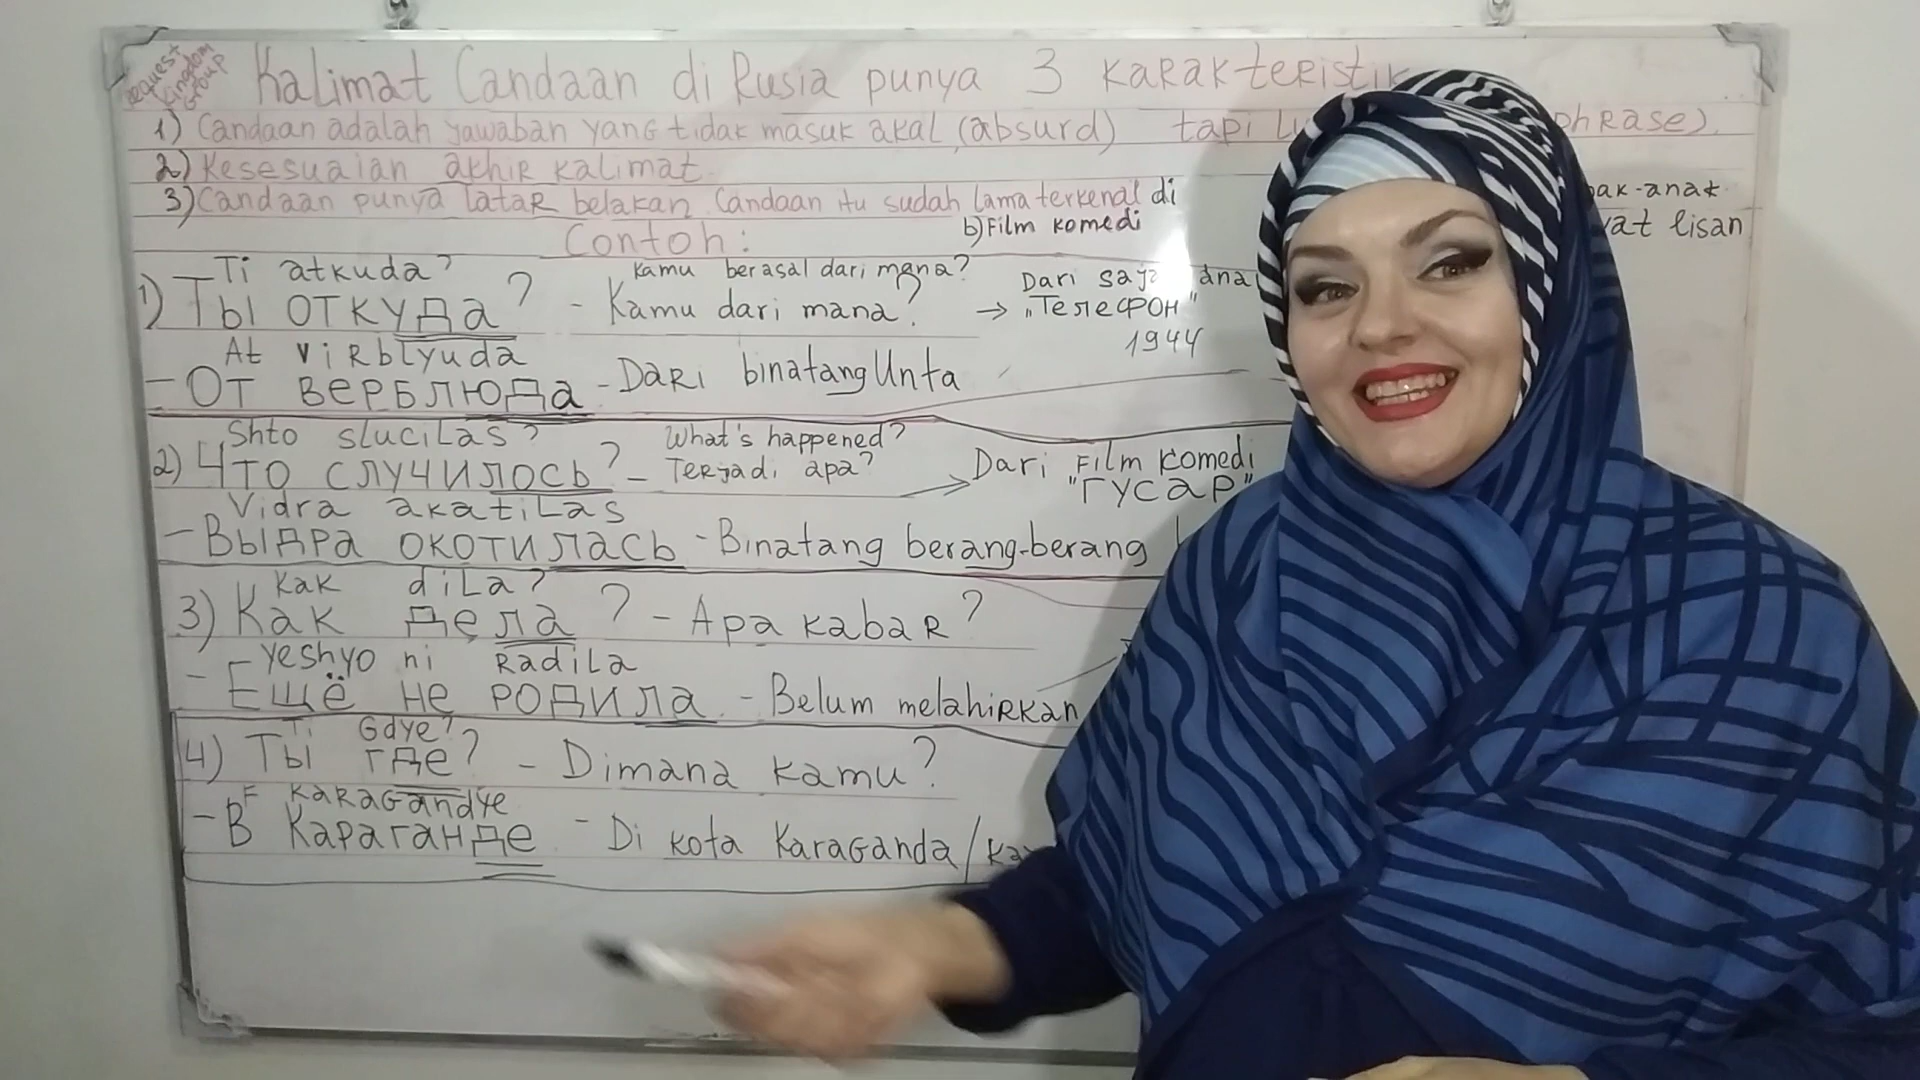 Request Kingdom Group
Kalimat Candaan di Rusia punya 3 karakteristik
1) Candaan adalah jawaban yang tidak masuk akal (absurd) tapi phrase).
2) Kesesuaian akhir kalimat.
3) Candaan punya latar belakan. Candaan itu sudah lama terkenal di
b) Film komedi
lisan
Contoh:
Ti atkuda? Kamu berasal dari mana?
1) Ты откуда? - Kamu dari mana? → Dari
"Телефон"
1944
At virblyuda
- От верблюда - Dari binatang Unta
Shto slucilas? What's happened?
2) Что случилось? - Terjadi apa? → Dari Film komedi
"Гусар"
Vidra akatilas
- Выдра окотилась - Binatang berang-berang
Kak dila?
3) Как дела? - Apa kabar?
Yeshyo ni radila
- Ещё не родила - Belum melahirkan
Ti Gdye?
4) Ты где? - Dimana kamu?
F Karagandye
- В Караганде - Di kota Karaganda/